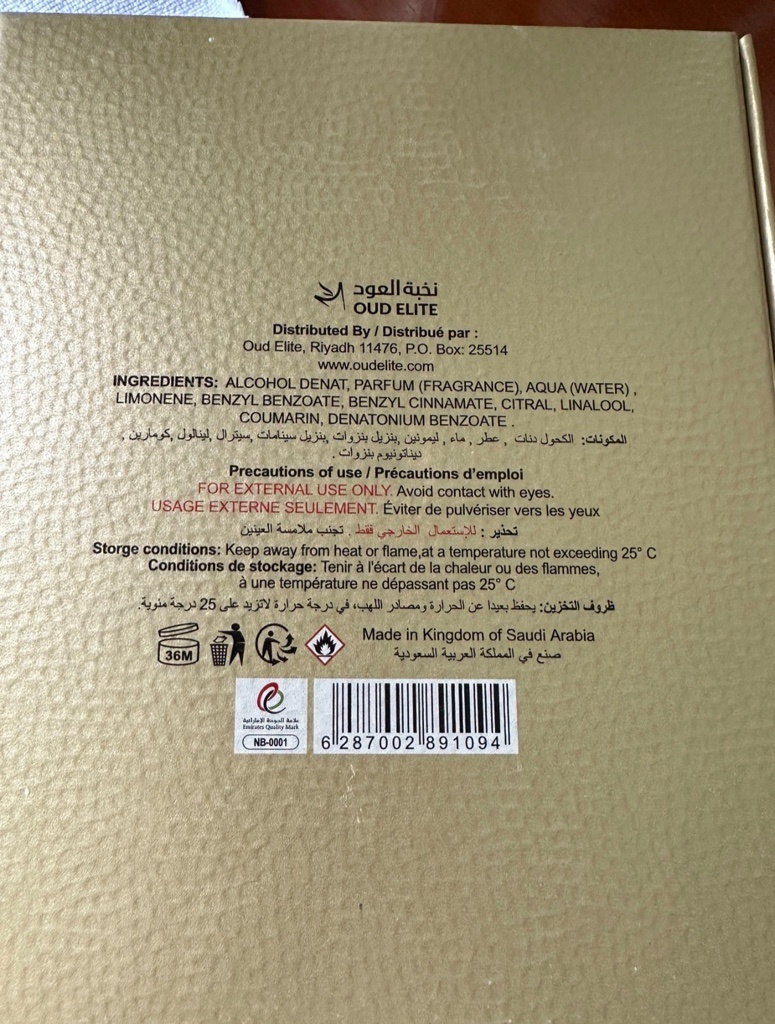 نخبة العود
OUD ELITE
Distributed By / Distribué par :
Oud Elite, Riyadh 11476, P.O. Box: 25514
www.oudelite.com
INGREDIENTS: ALCOHOL DENAT, PARFUM (FRAGRANCE), AQUA (WATER) ,
LIMONENE, BENZYL BENZOATE, BENZYL CINNAMATE, CITRAL, LINALOOL,
COUMARIN, DENATONIUM BENZOATE .
المكونات: الكحول دنات , عطر , ماء , ليمونين ,بنزيل بنزوات ,بنزيل سينامات ,سيترال ,لينالول ,كومارين ,
ديناتونيوم بنزوات .
Precautions of use / Précautions d'emploi
FOR EXTERNAL USE ONLY. Avoid contact with eyes.
USAGE EXTERNE SEULEMENT. Éviter de pulvériser vers les yeux
تحذير : للإستعمال الخارجي فقط . تجنب ملامسة العينين
Storge conditions: Keep away from heat or flame,at a temperature not exceeding 25° C
Conditions de stockage: Tenir à l'écart de la chaleur ou des flammes,
à une température ne dépassant pas 25° C
ظروف التخزين: يحفظ بعيدا عن الحرارة ومصادر اللهب، في درجة حرارة لاتزيد على 25 درجة مئوية.
36M
Made in Kingdom of Saudi Arabia
صنع في المملكة العربية السعودية
علامة الجودة الإماراتية
Emirates Quality Mark
NB-0001
6 287002 891094